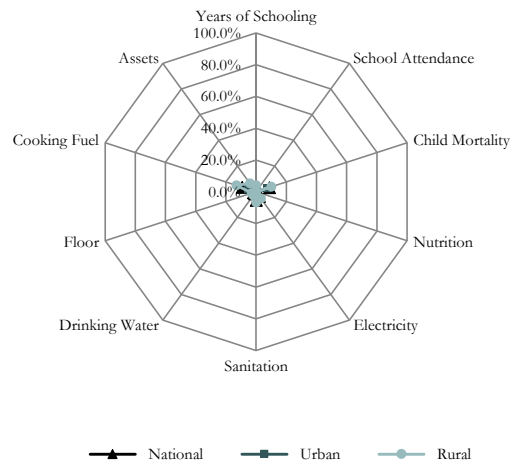 Years of Schooling
100.0%
Assets
School Attendance
80.0%
60.0%
Cooking Fuel
40.0%
Child Mortality
20.0%
0.0%
Floor
Nutrition
Drinking Water
Electricity
Sanitation
National Urban Rural